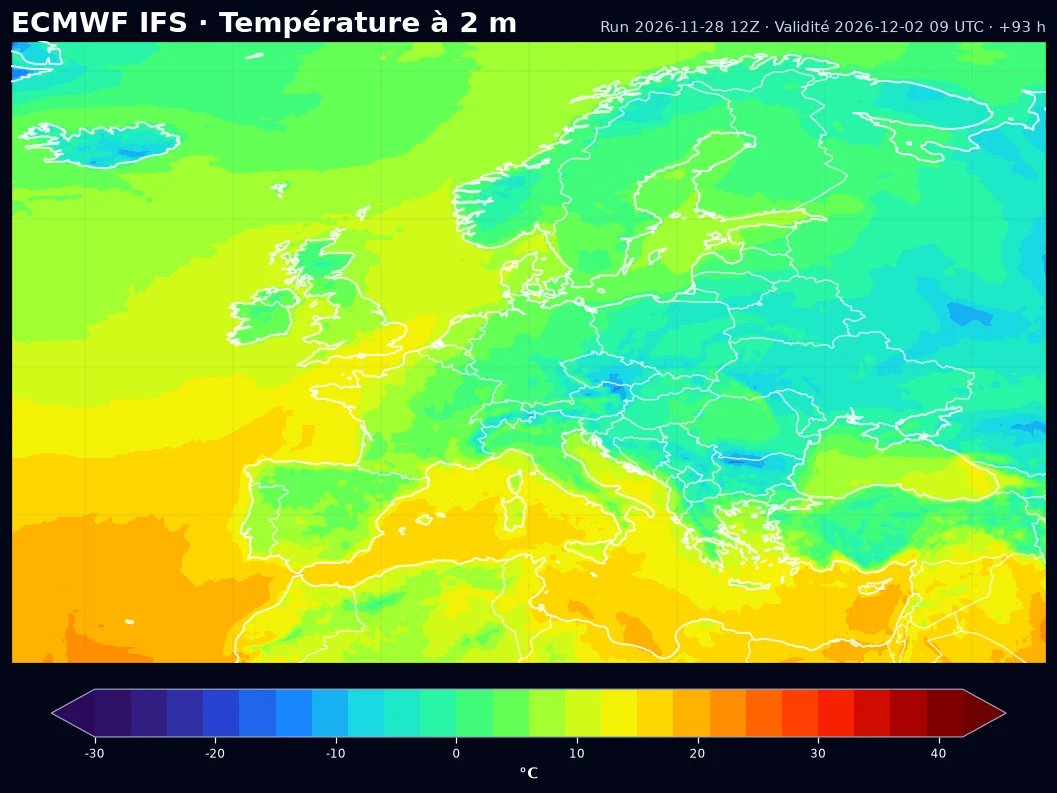 ECMWF IFS · Température à 2 m
Run 2026-11-28 12Z · Validité 2026-12-02 09 UTC · +93 h
-30 -20 -10 0 10 20 30 40
°C